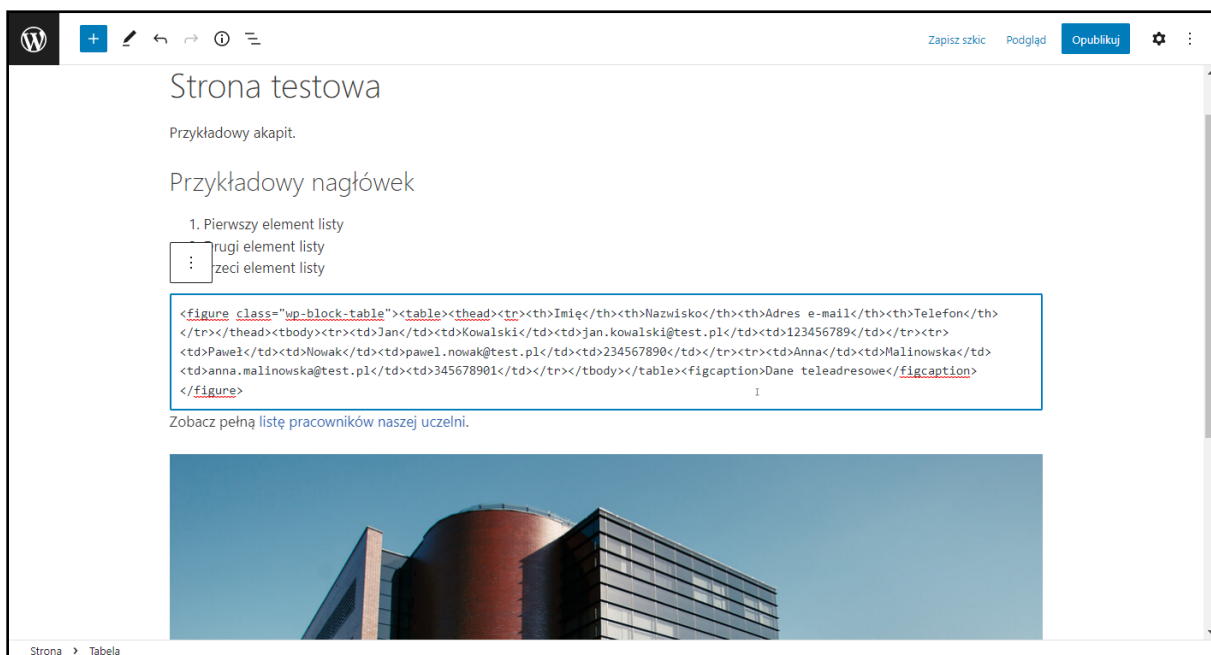 Zapisz szkic Podgląd Opublikuj
Strona testowa
Przykładowy akapit.
Przykładowy nagłówek
1. Pierwszy element listy
rugi element listy
rzeci element listy
<figure class="wp-block-table"><table><thead><tr><th>Imię</th><th>Nazwisko</th><th>Adres e-mail</th><th>Telefon</th>
</tr></thead><tbody><tr><td>Jan</td><td>Kowalski</td><td>jan.kowalski@test.pl</td><td>123456789</td></tr><tr>
<td>Paweł</td><td>Nowak</td><td>pawel.nowak@test.pl</td><td>234567890</td></tr><tr><td>Anna</td><td>Malinowska</td>
<td>anna.malinowska@test.pl</td><td>345678901</td></tr></tbody></table><figcaption>Dane teleadresowe</figcaption>
</figure>
Zobacz pełną listę pracowników naszej uczelni.
Strona > Tabela